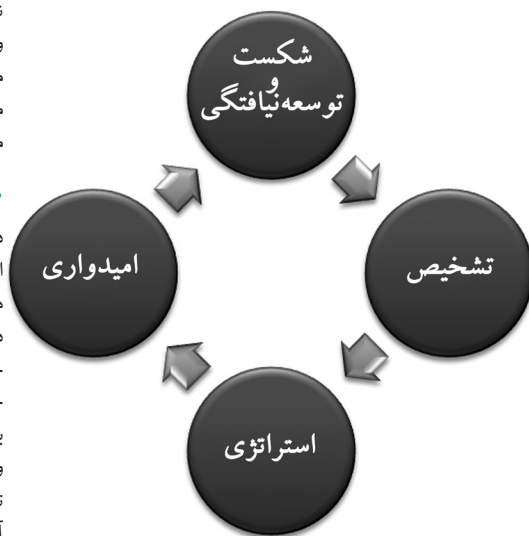 شکست
و
توسعه‌نیافتگی
تشخیص
استراتژی
امیدواری